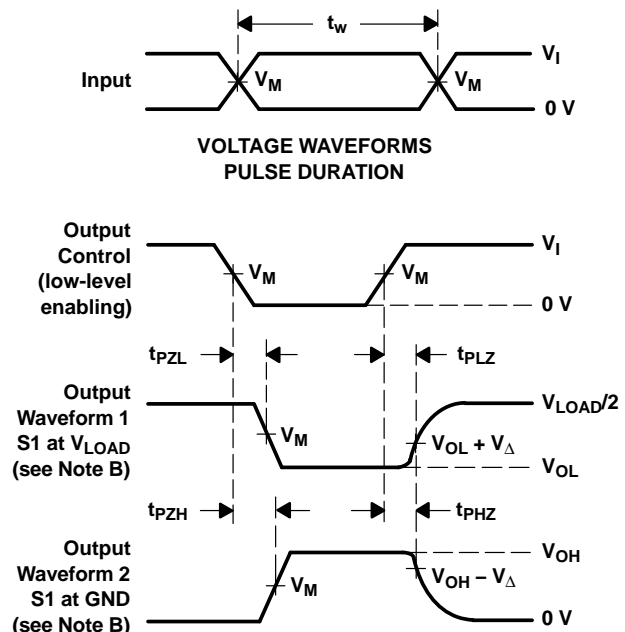 t_w
V_I
Input
V_M
V_M
0 V
VOLTAGE WAVEFORMS
PULSE DURATION
Output
Control
(low-level
enabling)
V_I
V_M
V_M
0 V
t_PZL
t_PLZ
Output
Waveform 1
S1 at V_LOAD
(see Note B)
V_LOAD/2
V_M
V_OL + V_Δ
V_OL
t_PZH
t_PHZ
Output
Waveform 2
S1 at GND
(see Note B)
V_OH
V_M
V_OH − V_Δ
0 V